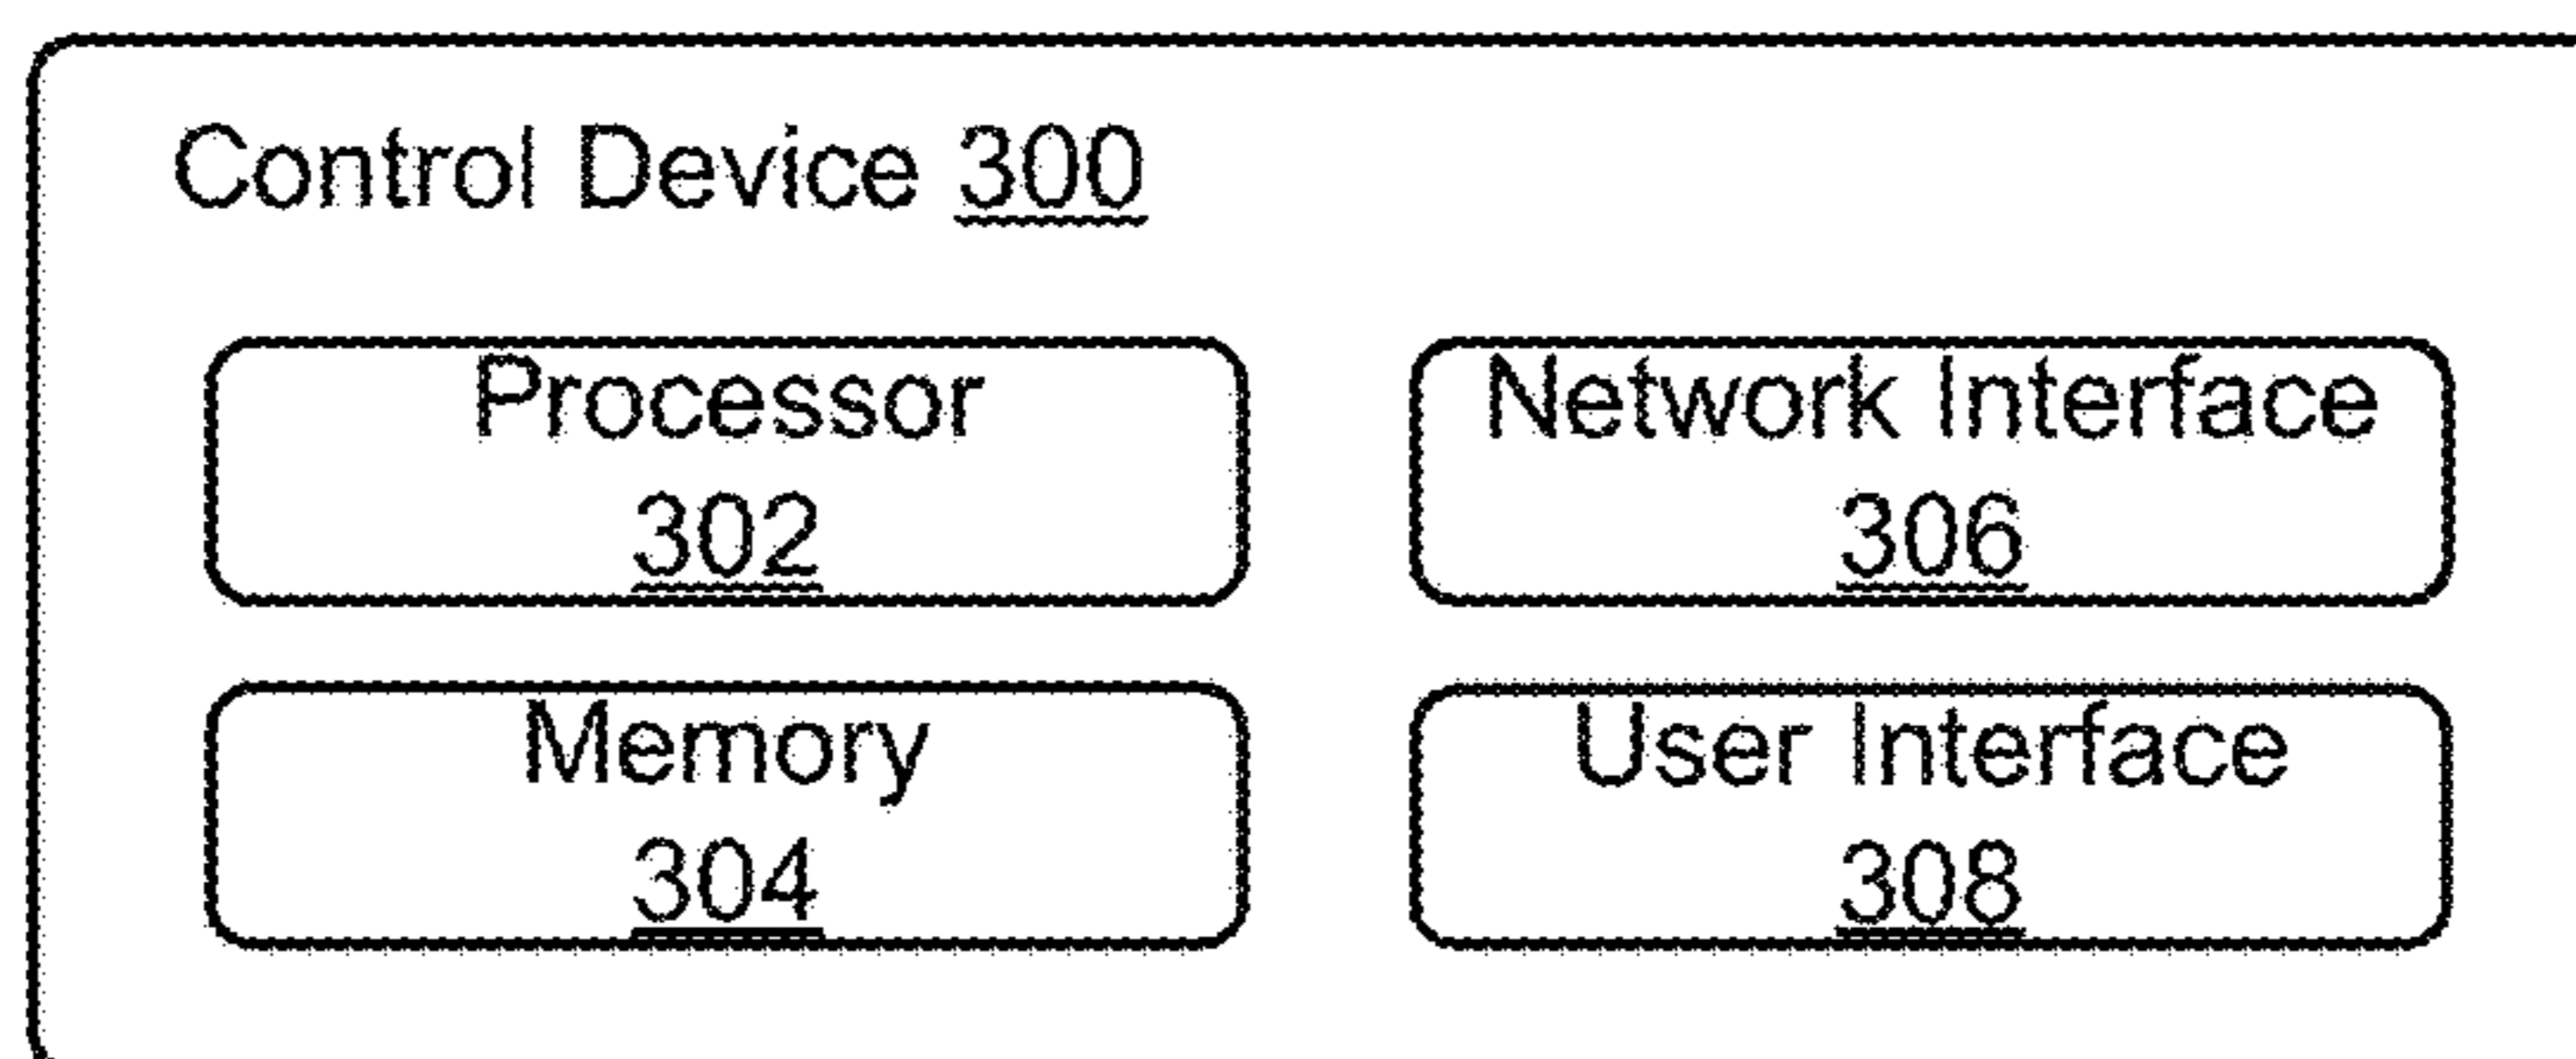 Control Device 300
Processor
302
Network Interface
306
Memory
304
User Interface
308